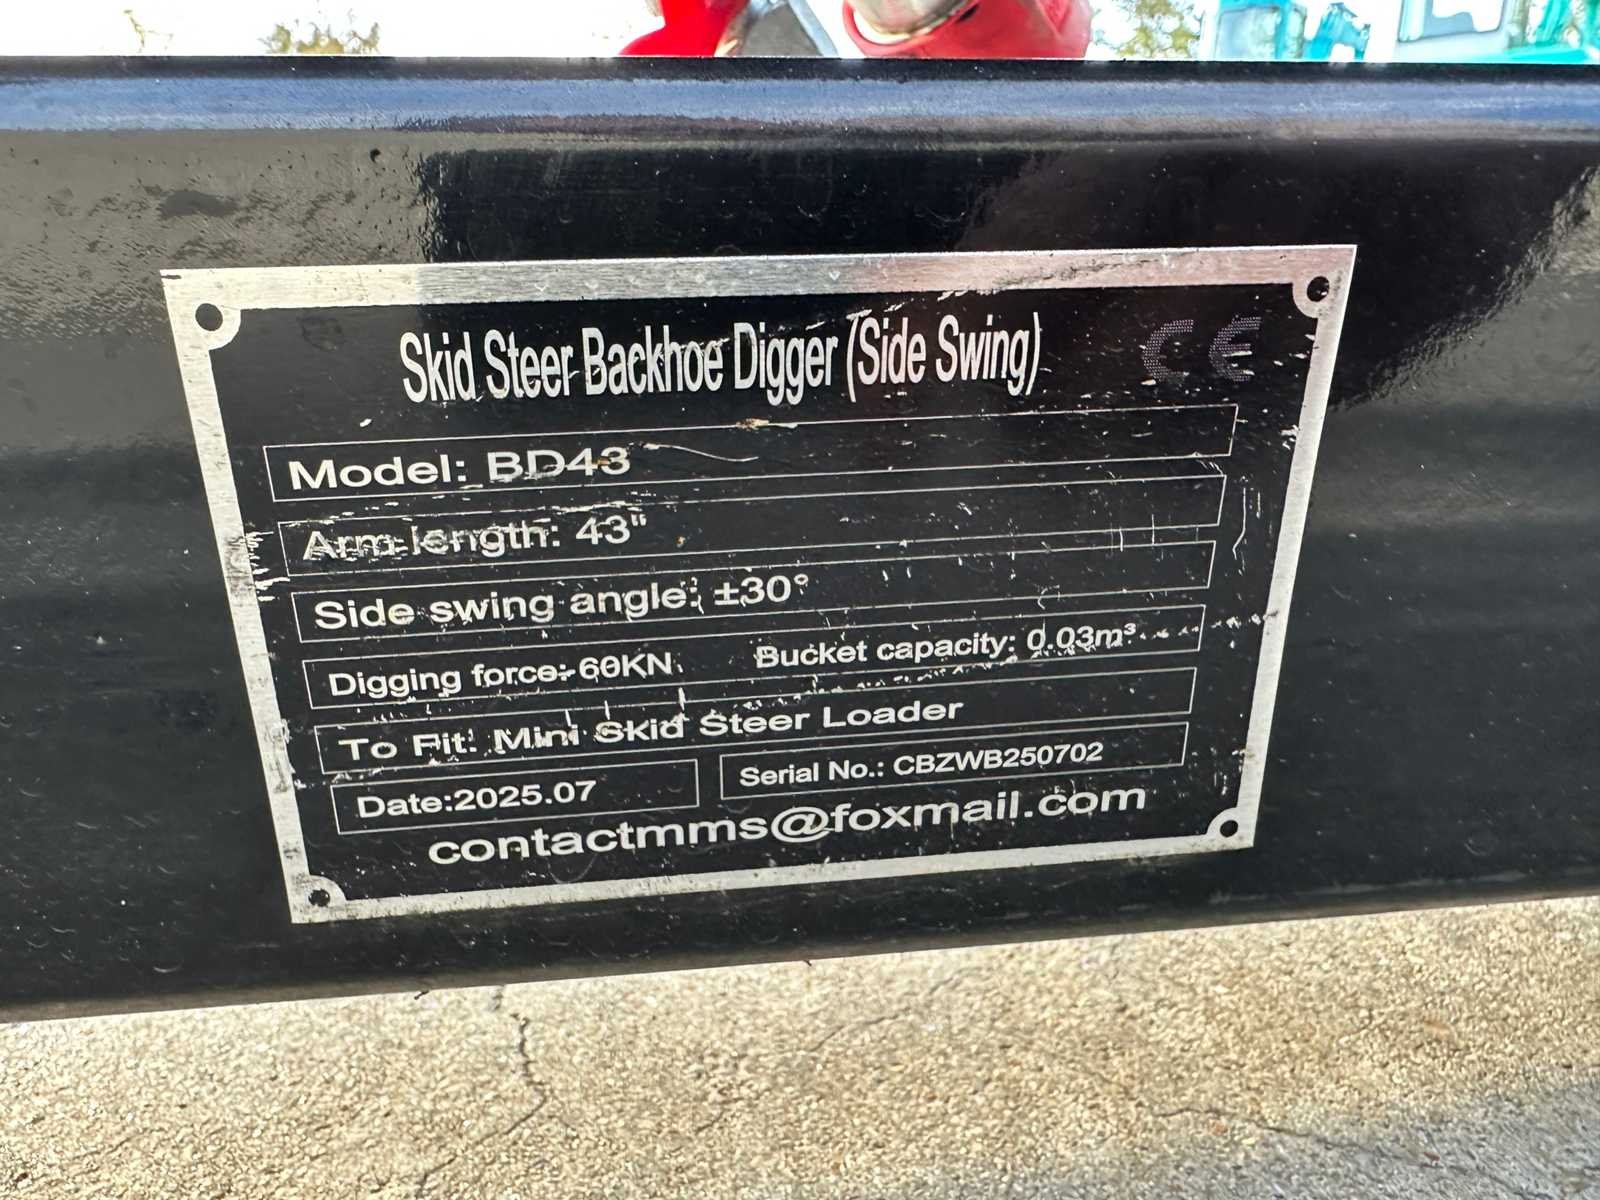 Skid Steer Backhoe Digger (Side Swing) CE
Model: BD43
Arm length: 43"
Side swing angle: ±30°
Digging force: 60KN Bucket capacity: 0.03m³
To Fit: Mini Skid Steer Loader
Date:2025.07 Serial No.: CBZWB250702
contactmms@foxmail.com